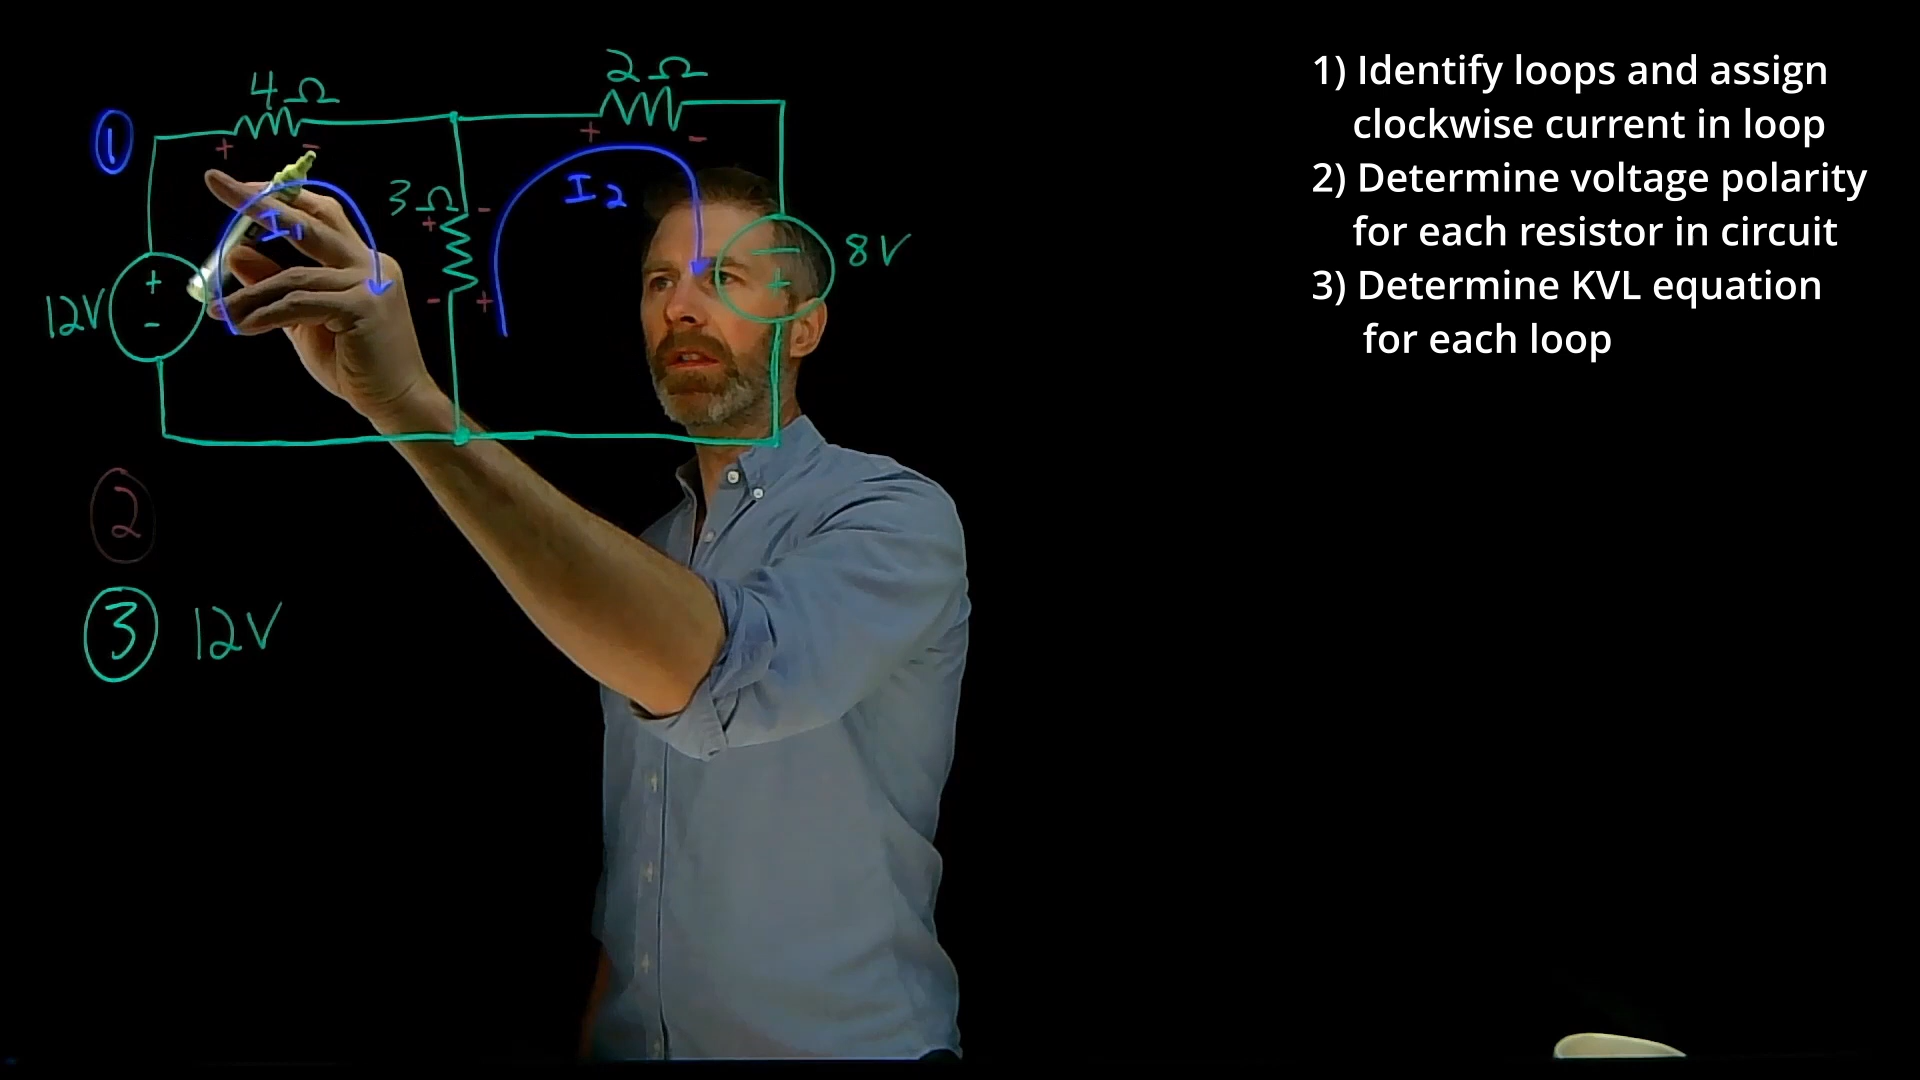 1) Identify loops and assign
clockwise current in loop
2) Determine voltage polarity
for each resistor in circuit
3) Determine KVL equation
for each loop
① 4Ω 2Ω
+ - + -
I₁ 3Ω I₂
+ -
- +
12V + - - + 8V
②
③ 12V